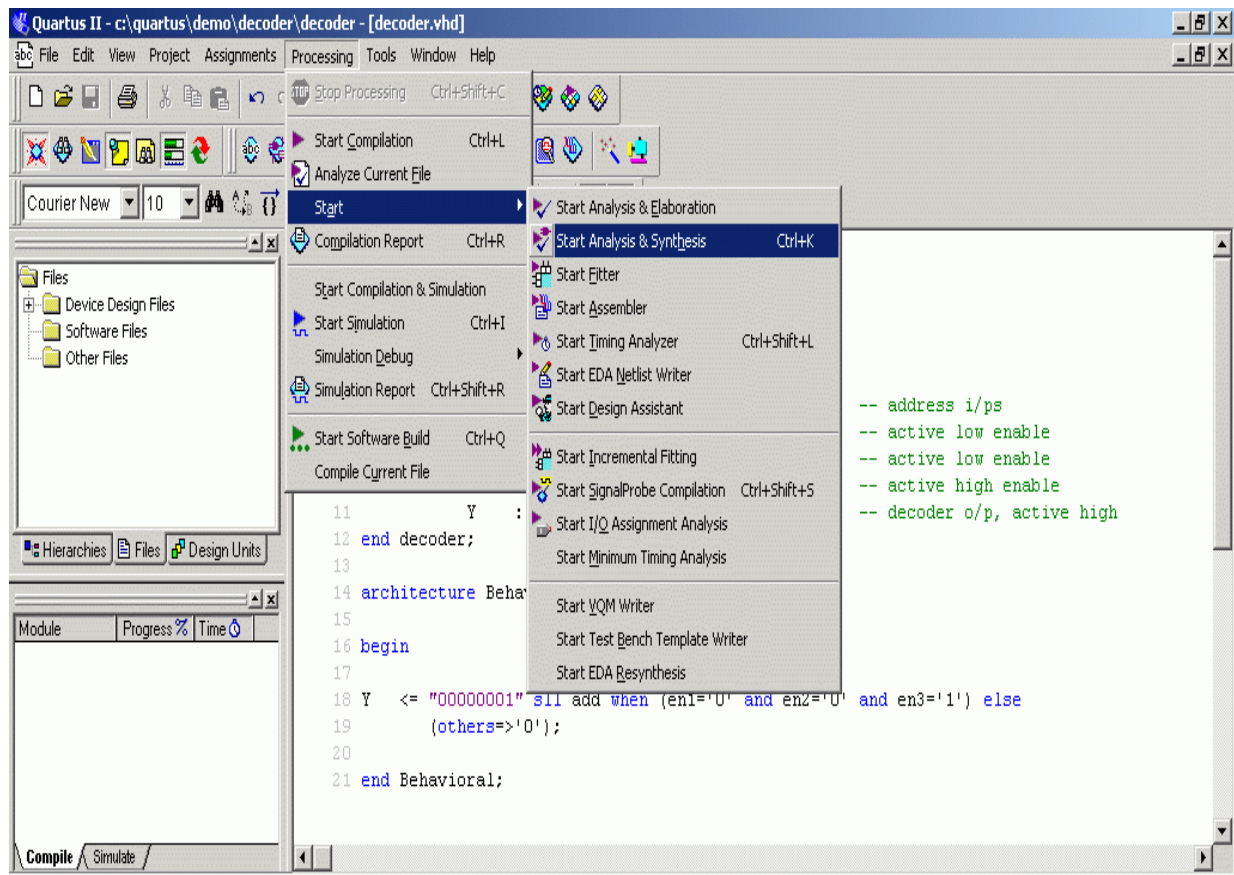 Quartus II - c:\quartus\demo\decoder\decoder - [decoder.vhd]
File Edit View Project Assignments Processing Tools Window Help
Stop Processing Ctrl+Shift+C
Start Compilation Ctrl+L
Analyze Current File
Start
Compilation Report Ctrl+R
Start Compilation & Simulation
Start Simulation Ctrl+I
Simulation Debug
Simulation Report Ctrl+Shift+R
Start Software Build Ctrl+Q
Compile Current File
Start Analysis & Elaboration
Start Analysis & Synthesis Ctrl+K
Start Fitter
Start Assembler
Start Timing Analyzer Ctrl+Shift+L
Start EDA Netlist Writer
Start Design Assistant
Start Incremental Fitting
Start SignalProbe Compilation Ctrl+Shift+S
Start I/O Assignment Analysis
Start Minimum Timing Analysis
Start VQM Writer
Start Test Bench Template Writer
Start EDA Resynthesis
Courier New 10
Files
Device Design Files
Software Files
Other Files
Hierarchies Files Design Units
Module Progress % Time
Compile Simulate
-- address i/ps
-- active low enable
-- active low enable
-- active high enable
11 Y : -- decoder o/p, active high
12 end decoder;
13
14 architecture Beha
15
16 begin
17
18 Y <= "00000001" sll add when (en1='0' and en2='0' and en3='1') else
19 (others=>'0');
20
21 end Behavioral;